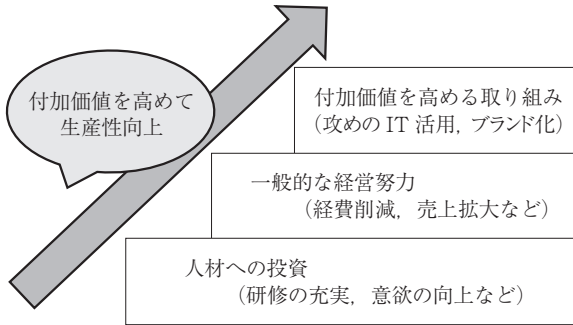 付加価値を高めて
生産性向上
付加価値を高める取り組み
（攻めの IT 活用，ブランド化）
一般的な経営努力
（経費削減，売上拡大など）
人材への投資
（研修の充実，意欲の向上など）